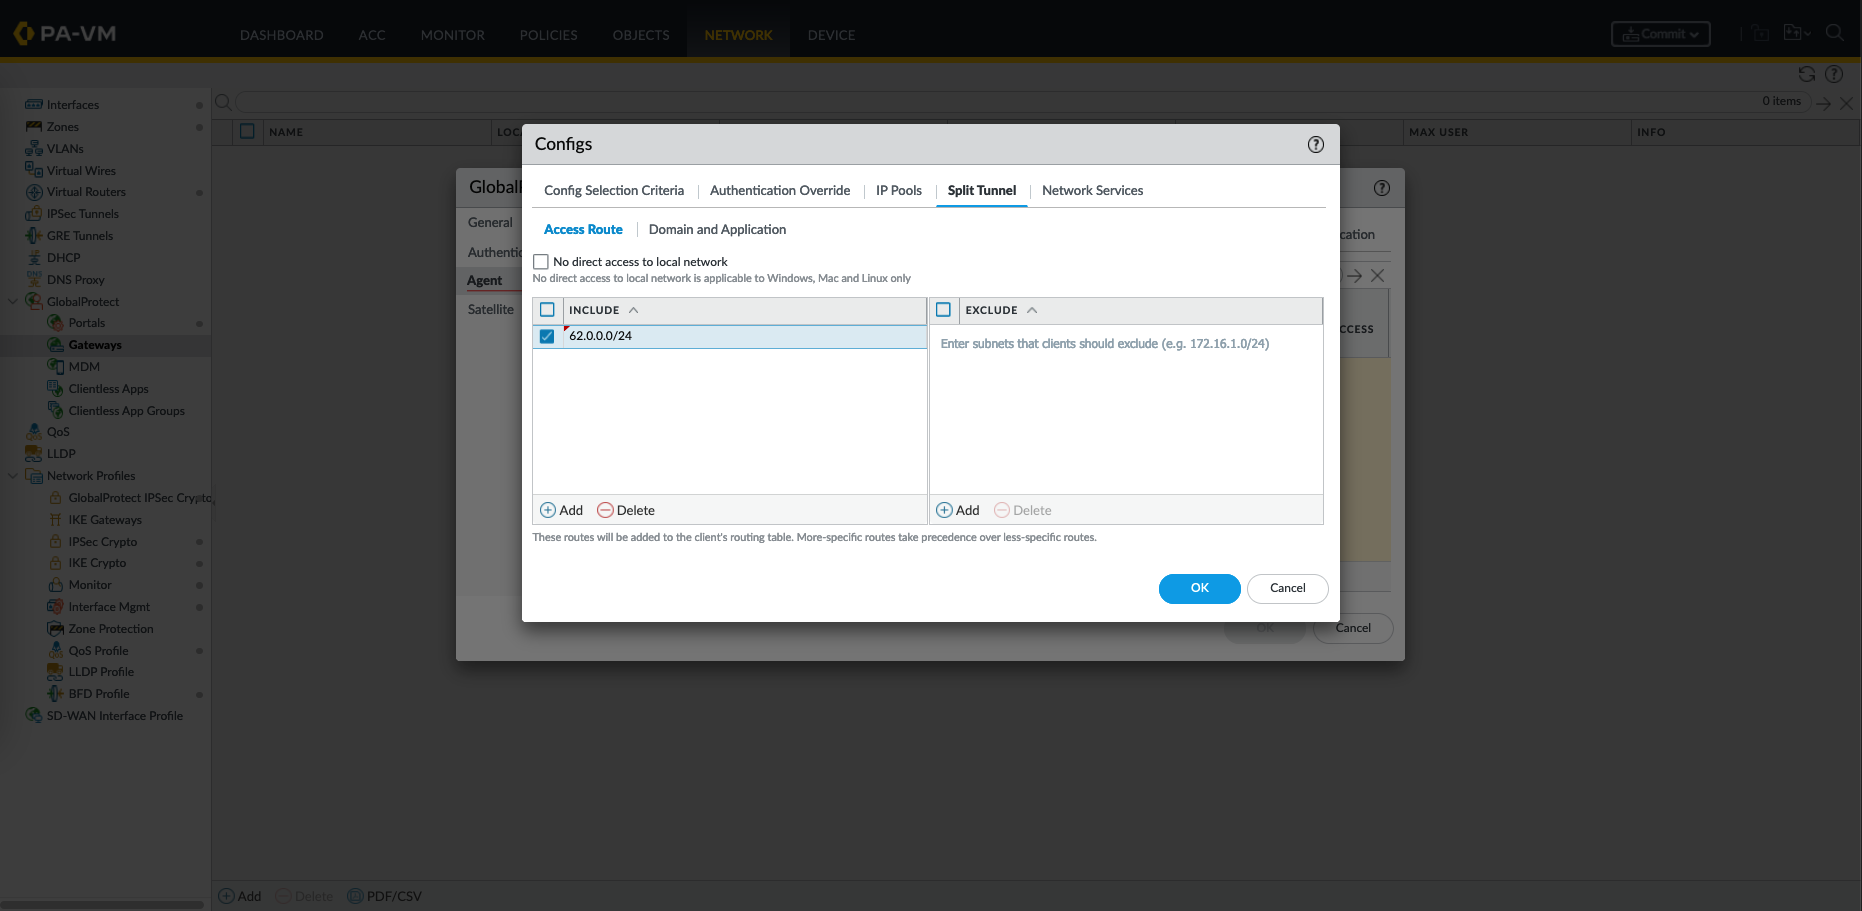 PA-VM
DASHBOARD
ACC
MONITOR
POLICIES
OBJECTS
NETWORK
DEVICE
Commit
0 items
NAME
MAX USER
INFO
Interfaces
Zones
VLANs
Virtual Wires
Virtual Routers
IPSec Tunnels
GRE Tunnels
DHCP
DNS Proxy
GlobalProtect
Portals
Gateways
MDM
Clientless Apps
Clientless App Groups
QoS
LLDP
Network Profiles
GlobalProtect IPSec Crypto
IKE Gateways
IPSec Crypto
IKE Crypto
Monitor
Interface Mgmt
Zone Protection
QoS Profile
LLDP Profile
BFD Profile
SD-WAN Interface Profile
General
Agent
Satellite
Configs
Config Selection Criteria
Authentication Override
IP Pools
Split Tunnel
Network Services
Access Route
Domain and Application
No direct access to local network
No direct access to local network is applicable to Windows, Mac and Linux only
INCLUDE
EXCLUDE
62.0.0.0/24
Enter subnets that clients should exclude (e.g. 172.16.1.0/24)
Add
Delete
Add
Delete
These routes will be added to the client's routing table. More-specific routes take precedence over less-specific routes.
OK
Cancel
OK
Cancel
Add
Delete
PDF/CSV